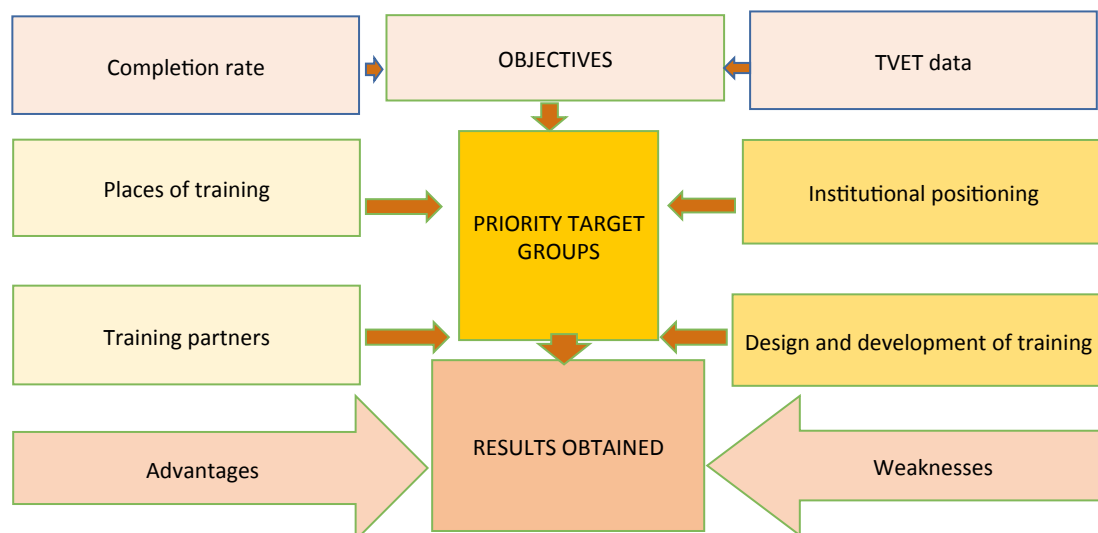 Completion rate
OBJECTIVES
TVET data
Places of training
PRIORITY TARGET
GROUPS
Institutional positioning
Training partners
Design and development of training
Advantages
RESULTS OBTAINED
Weaknesses